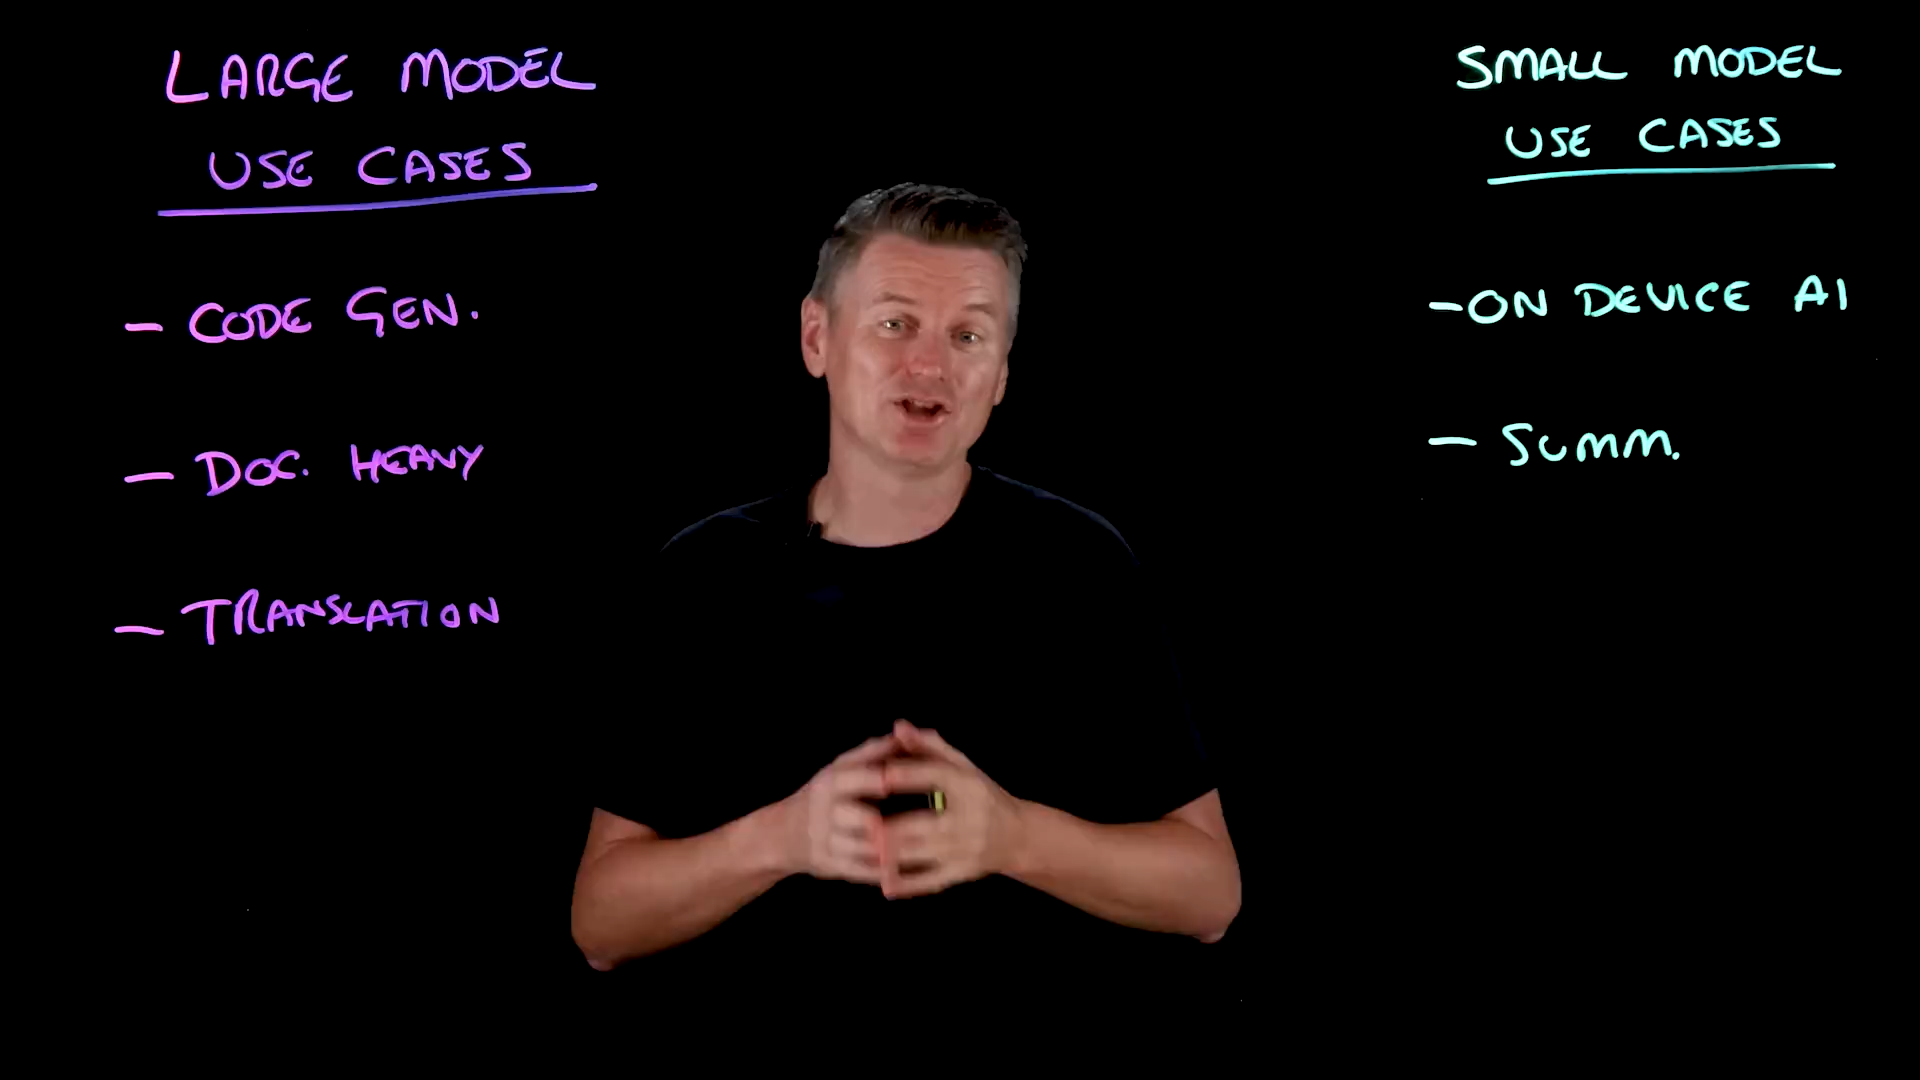 LARGE MODEL
USE CASES
- CODE GEN.
- DOC. HEAVY
- TRANSLATION
SMALL MODEL
USE CASES
- ON DEVICE AI
- SUMM.